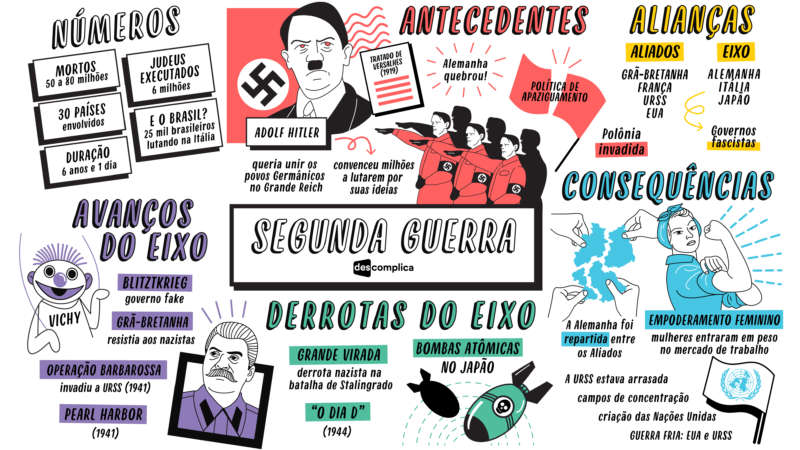 NÚMEROS
MORTOS
50 a 80 milhões
30 PAÍSES
envolvidos
DURAÇÃO
6 anos e 1 dia
JUDEUS
EXECUTADOS
6 milhões
E O BRASIL?
25 mil brasileiros
lutando na Itália
ANTECEDENTES
TRATADO DE
VERSALHES
(1919)
Alemanha
quebrou!
POLÍTICA DE
APAZIGUAMENTO
ADOLF HITLER
queria unir os
povos Germânicos
no Grande Reich
convenceu milhões
a lutarem por
suas ideias
ALIANÇAS
ALIADOS
GRÃ-BRETANHA
FRANÇA
URSS
EUA
EIXO
ALEMANHA
ITÁLIA
JAPÃO
Polônia
invadida
Governos
fascistas
SEGUNDA GUERRA
descomplica
AVANÇOS
DO EIXO
VICHY
BLITZTKRIEG
governo fake
GRÃ-BRETANHA
resistia aos nazistas
OPERAÇÃO BARBAROSSA
invadiu a URSS (1941)
PEARL HARBOR
(1941)
DERROTAS DO EIXO
GRANDE VIRADA
derrota nazista na
batalha de Stalingrado
"O DIA D"
(1944)
BOMBAS ATÔMICAS
NO JAPÃO
CONSEQUÊNCIAS
A Alemanha foi
repartida entre
os Aliados
EMPODERAMENTO FEMININO
mulheres entraram em peso
no mercado de trabalho
A URSS estava arrasada
campos de concentração
criação das Nações Unidas
GUERRA FRIA: EUA e URSS